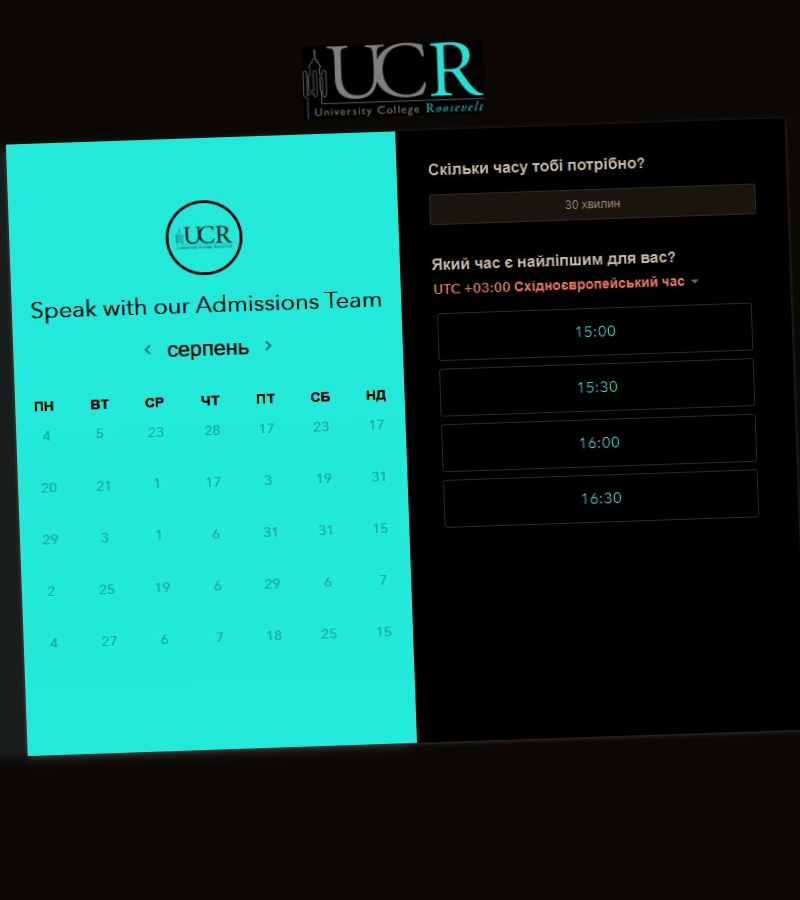 UCR
University College Roosevelt
UCR
Speak with our Admissions Team
серпень
ПН ВТ СР ЧТ ПТ СБ НД
4 5 23 28 17 23 17
20 21 1 17 3 19 31
29 3 1 6 31 31 15
2 25 19 6 29 6 7
4 27 6 7 18 25 15
Скільки часу тобі потрібно?
30 хвилин
Який час є найліпшим для вас?
UTC +03:00 Східноєвропейський час
15:00
15:30
16:00
16:30